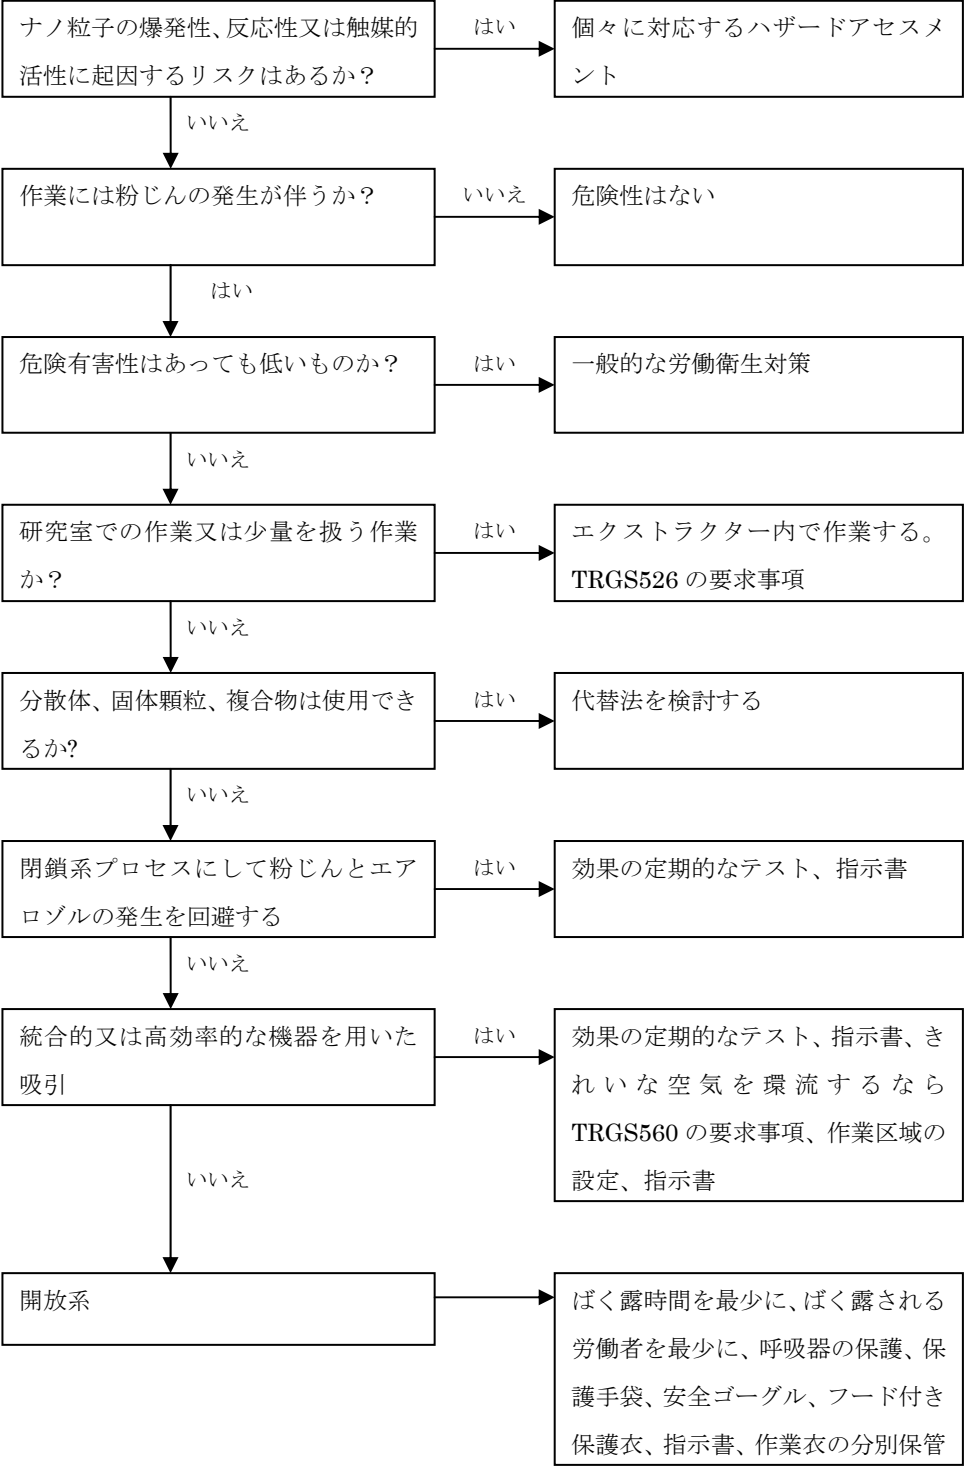 ナノ粒子の爆発性、反応性又は触媒的
活性に起因するリスクはあるか？
はい
個々に対応するハザードアセスメ
ント
いいえ
作業には粉じんの発生が伴うか？
いいえ
危険性はない
はい
危険有害性はあっても低いものか？
はい
一般的な労働衛生対策
いいえ
研究室での作業又は少量を扱う作業
か？
はい
エクストラクター内で作業する。
TRGS526 の要求事項
いいえ
分散体、固体顆粒、複合物は使用でき
るか?
はい
代替法を検討する
いいえ
閉鎖系プロセスにして粉じんとエア
ロゾルの発生を回避する
はい
効果の定期的なテスト、指示書
いいえ
統合的又は高効率的な機器を用いた
吸引
はい
効果の定期的なテスト、指示書、き
れいな空気を環流するなら
TRGS560 の要求事項、作業区域の
設定、指示書
いいえ
開放系
ばく露時間を最少に、ばく露される
労働者を最少に、呼吸器の保護、保
護手袋、安全ゴーグル、フード付き
保護衣、指示書、作業衣の分別保管